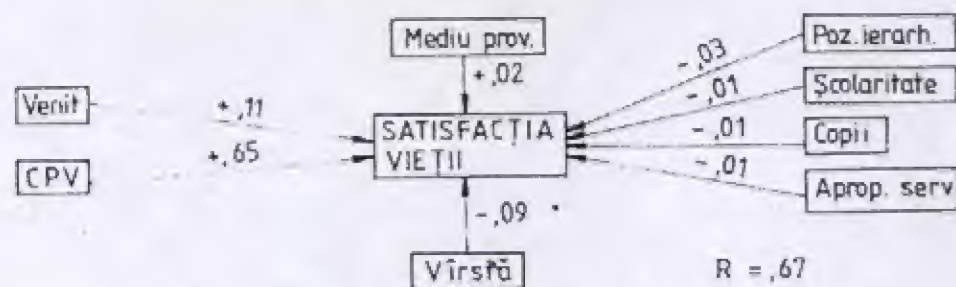 Mediu prov.
+,02
Venit
+,11
CPV
+,65
SATISFACȚIA
VIEȚII
-,09
Vîrstă
-,03
Poz. ierarh.
-,01
Școlaritate
-,01
Copii
-,01
Aprop. serv
R = ,67